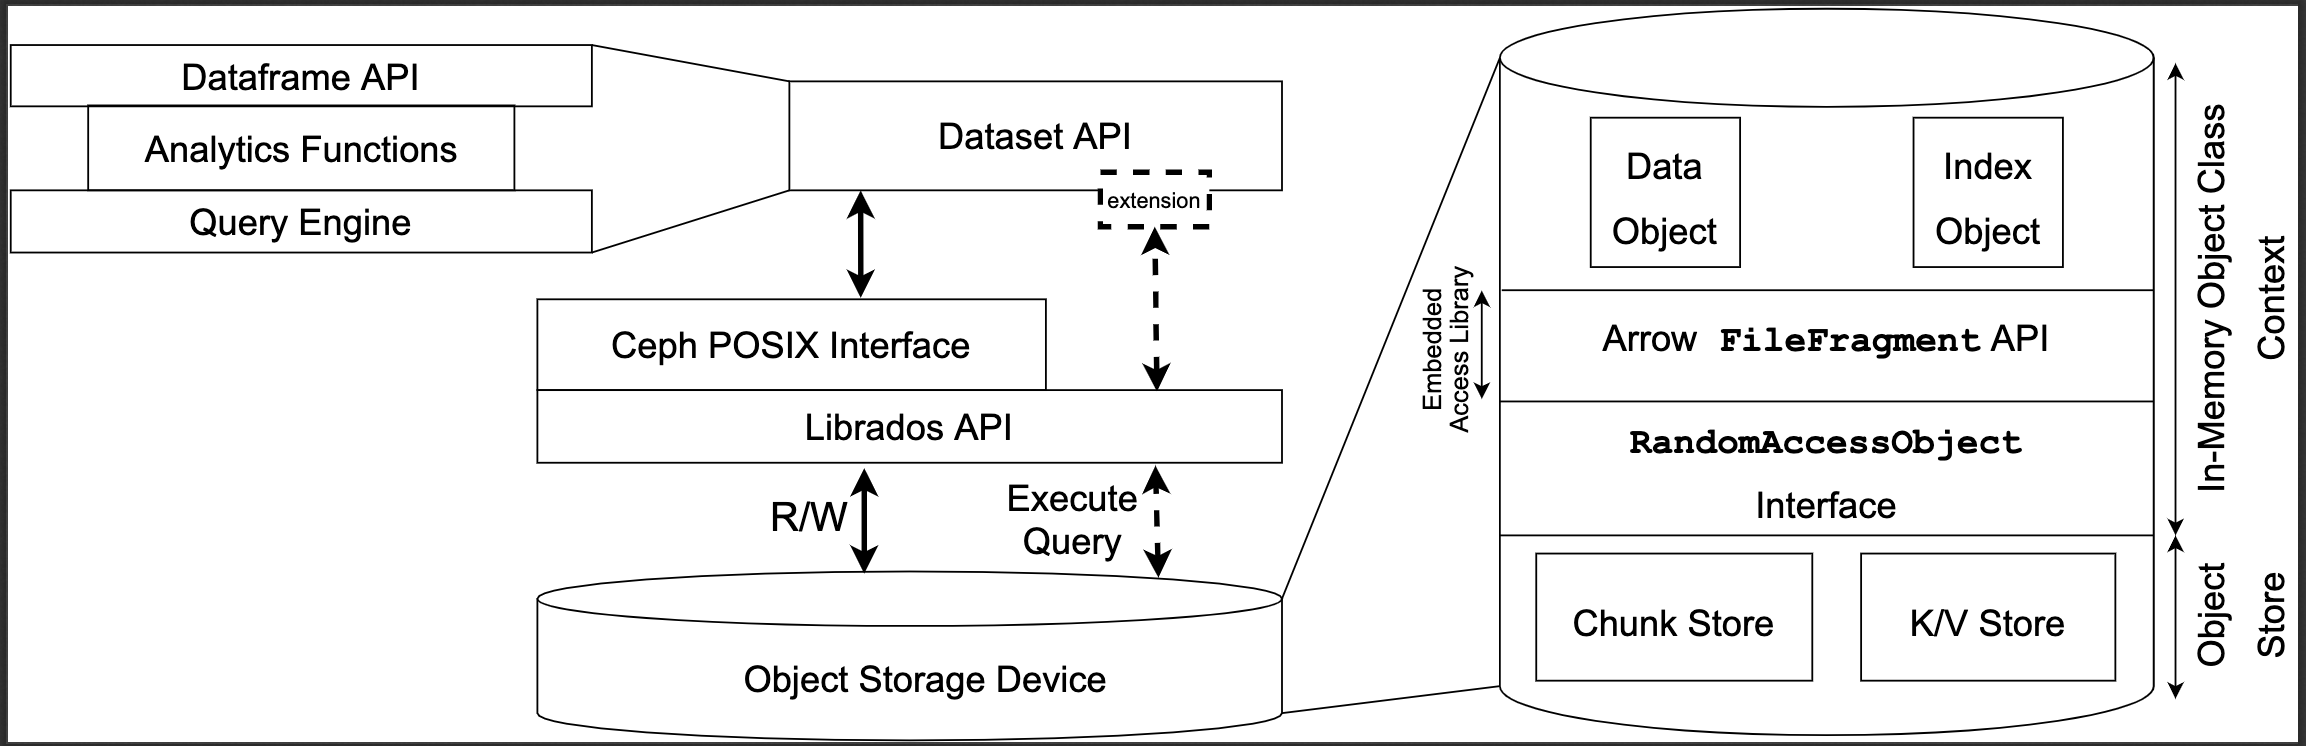 Dataframe API
Analytics Functions
Query Engine
Dataset API
extension
Ceph POSIX Interface
Librados API
R/W
Execute
Query
Object Storage Device
Data
Object
Index
Object
Embedded
Access Library
Arrow FileFragment API
RandomAccessObject
Interface
Chunk Store
K/V Store
In-Memory Object Class
Context
Object
Store